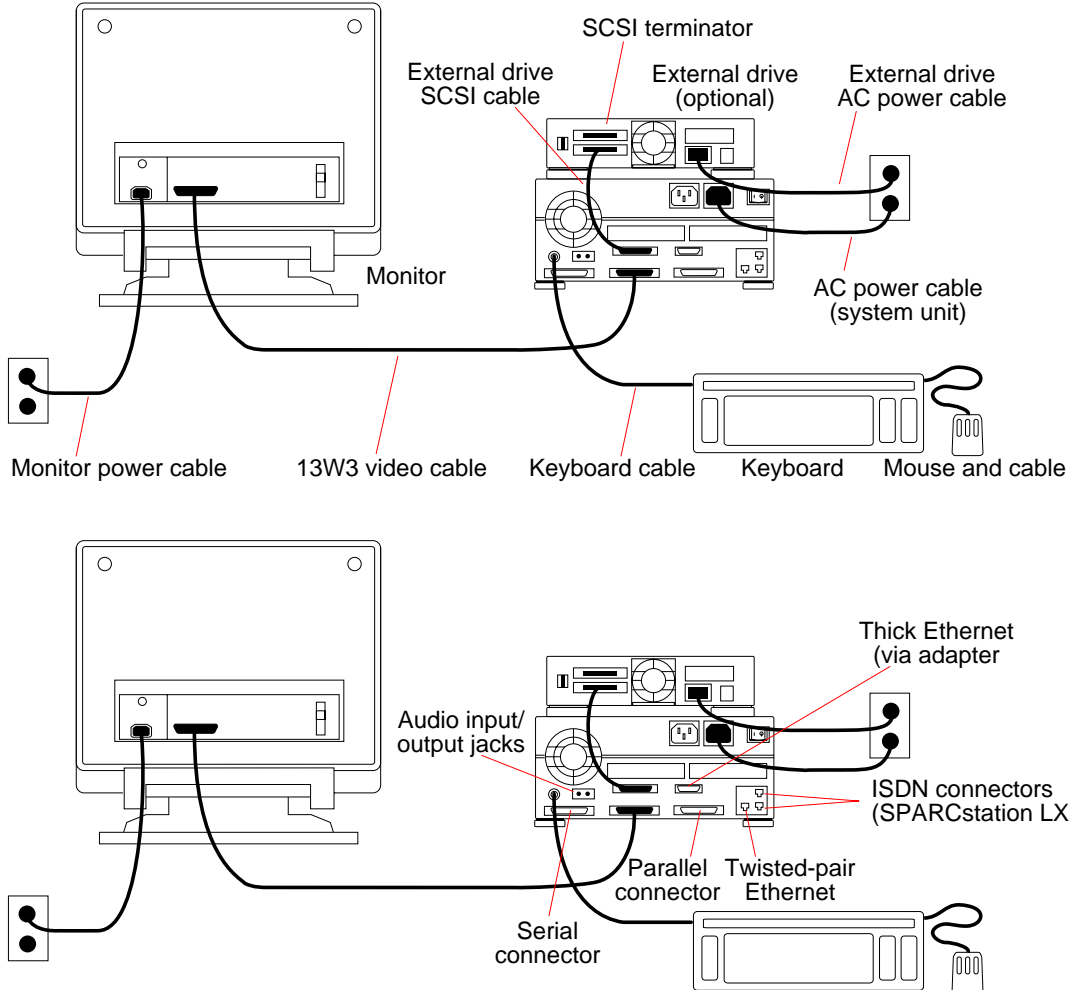 SCSI terminator
External drive
SCSI cable
External drive
(optional)
External drive
AC power cable
Monitor
AC power cable
(system unit)
Monitor power cable
13W3 video cable
Keyboard cable
Keyboard
Mouse and cable
Thick Ethernet
(via adapter
Audio input/
output jacks
ISDN connectors
(SPARCstation LX
Parallel
connector
Twisted-pair
Ethernet
Serial
connector